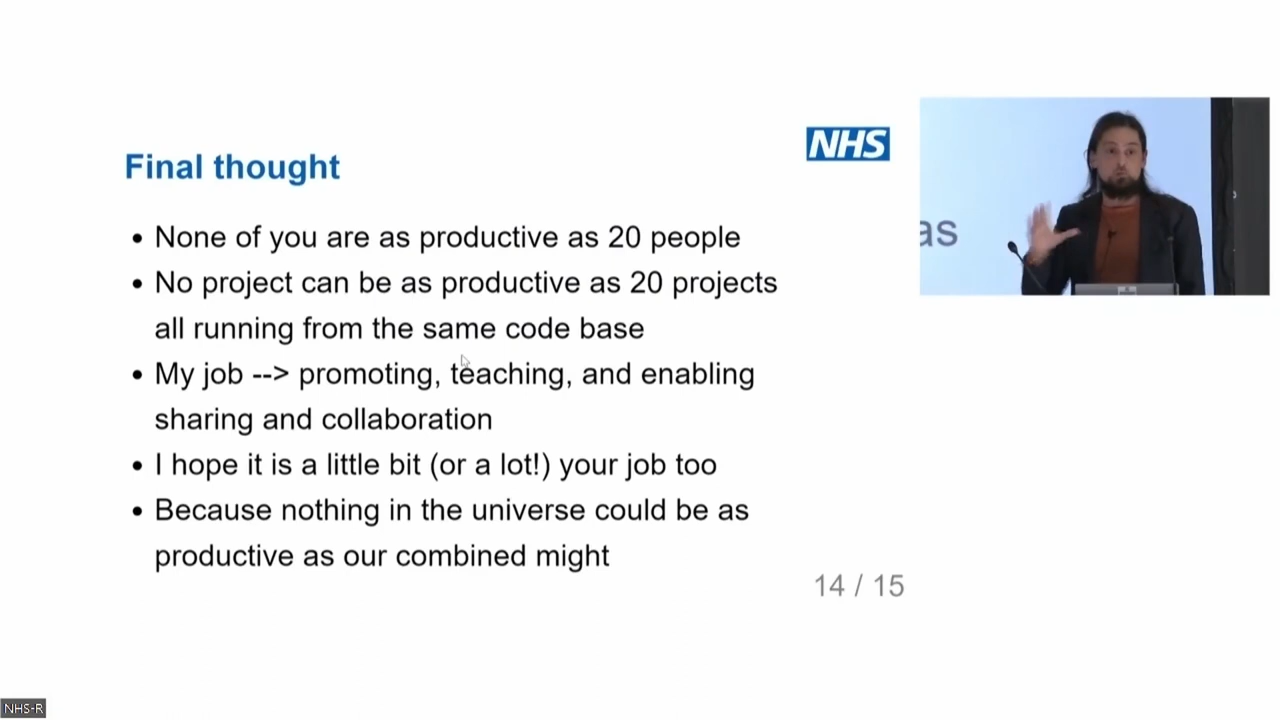 NHS
Final thought
• None of you are as productive as 20 people
• No project can be as productive as 20 projects
all running from the same code base
• My job --> promoting, teaching, and enabling
sharing and collaboration
• I hope it is a little bit (or a lot!) your job too
• Because nothing in the universe could be as
productive as our combined might
14 / 15
as
NHS-R